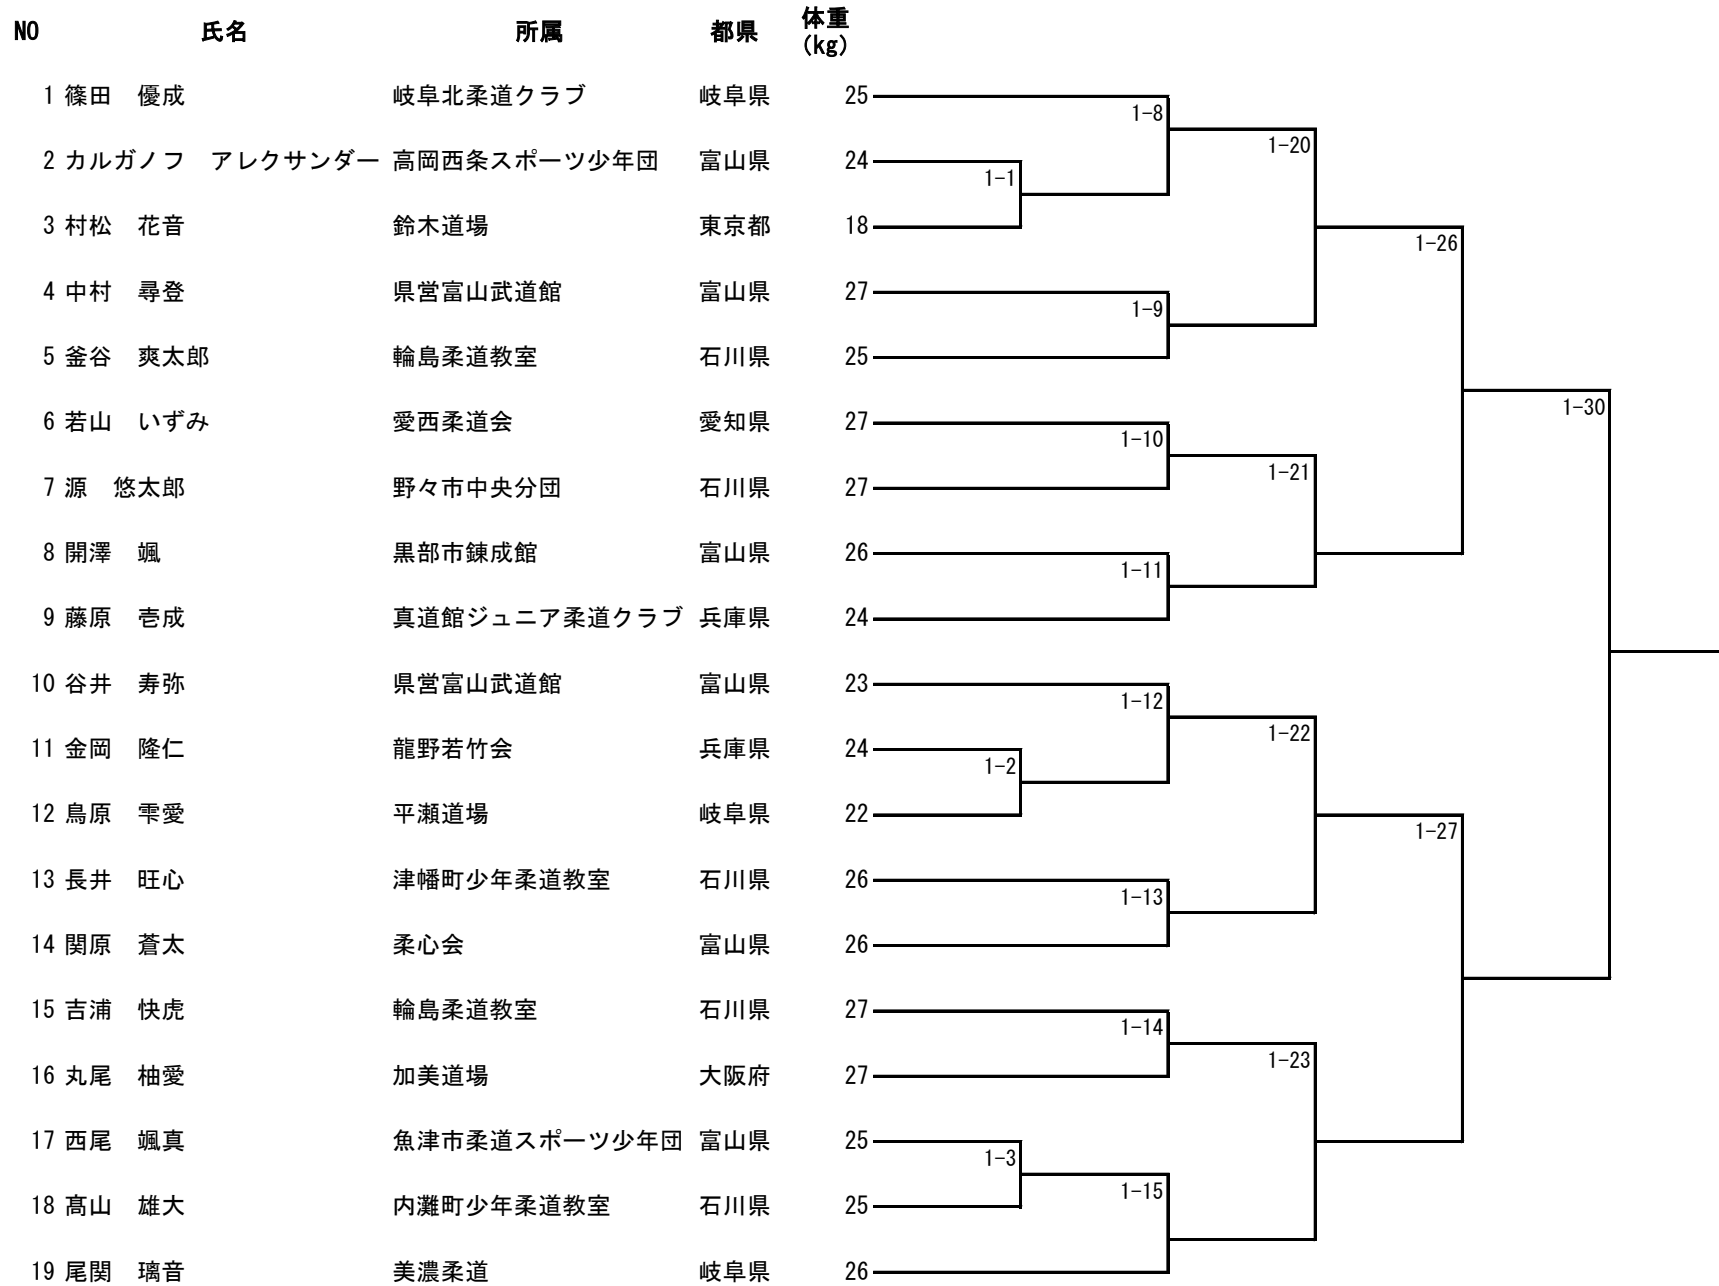 NO 氏名 所属 都県 体重(kg)
1 篠田 優成 岐阜北柔道クラブ 岐阜県 25
1-8
2 カルガノフ アレクサンダー 高岡西条スポーツ少年団 富山県 24
1-20
1-1
3 村松 花音 鈴木道場 東京都 18
1-26
4 中村 尋登 県営富山武道館 富山県 27
1-9
5 釜谷 爽太郎 輪島柔道教室 石川県 25
1-30
6 若山 いずみ 愛西柔道会 愛知県 27
1-10
1-21
7 源 悠太郎 野々市中央分団 石川県 27
8 開澤 颯 黒部市錬成館 富山県 26
1-11
9 藤原 壱成 真道館ジュニア柔道クラブ 兵庫県 24
10 谷井 寿弥 県営富山武道館 富山県 23
1-12
1-22
11 金岡 隆仁 龍野若竹会 兵庫県 24
1-2
12 鳥原 雫愛 平瀬道場 岐阜県 22
1-27
13 長井 旺心 津幡町少年柔道教室 石川県 26
1-13
14 関原 蒼太 柔心会 富山県 26
15 吉浦 快虎 輪島柔道教室 石川県 27
1-14
1-23
16 丸尾 柚愛 加美道場 大阪府 27
17 西尾 颯真 魚津市柔道スポーツ少年団 富山県 25
1-3
1-15
18 髙山 雄大 内灘町少年柔道教室 石川県 25
19 尾関 璃音 美濃柔道 岐阜県 26